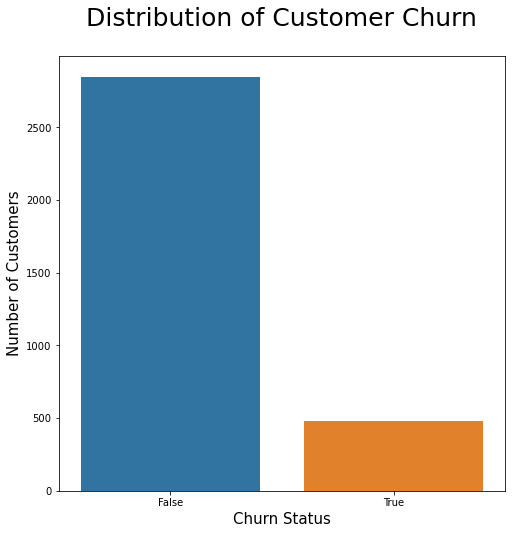 Distribution of Customer Churn
2500
2000
1500
1000
500
0
Number of Customers
False
True
Churn Status